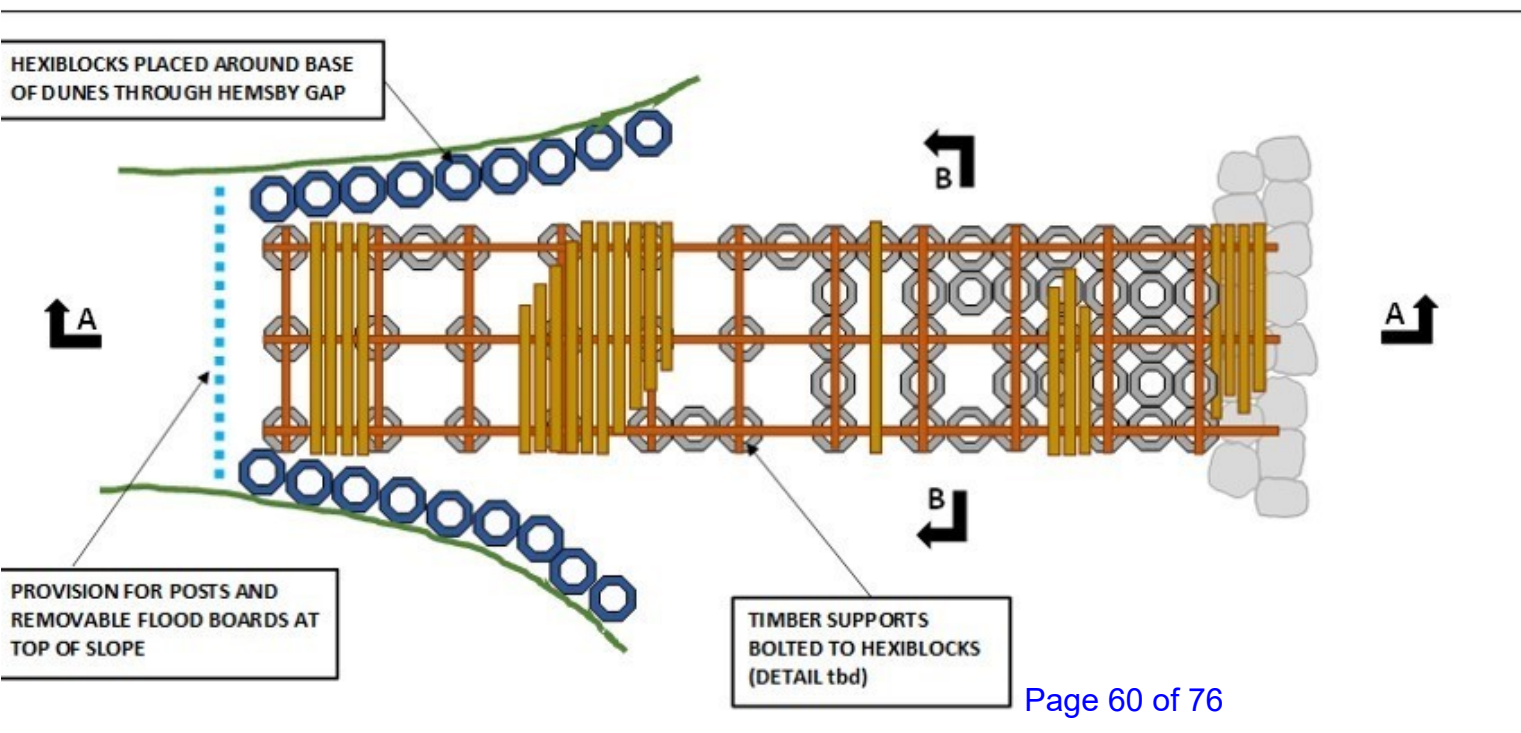 HEXIBLOCKS PLACED AROUND BASE
OF DUNES THROUGH HEMSBY GAP
B
A
A
B
PROVISION FOR POSTS AND
REMOVABLE FLOOD BOARDS AT
TOP OF SLOPE
TIMBER SUPPORTS
BOLTED TO HEXIBLOCKS
(DETAIL tbd)
Page 60 of 76